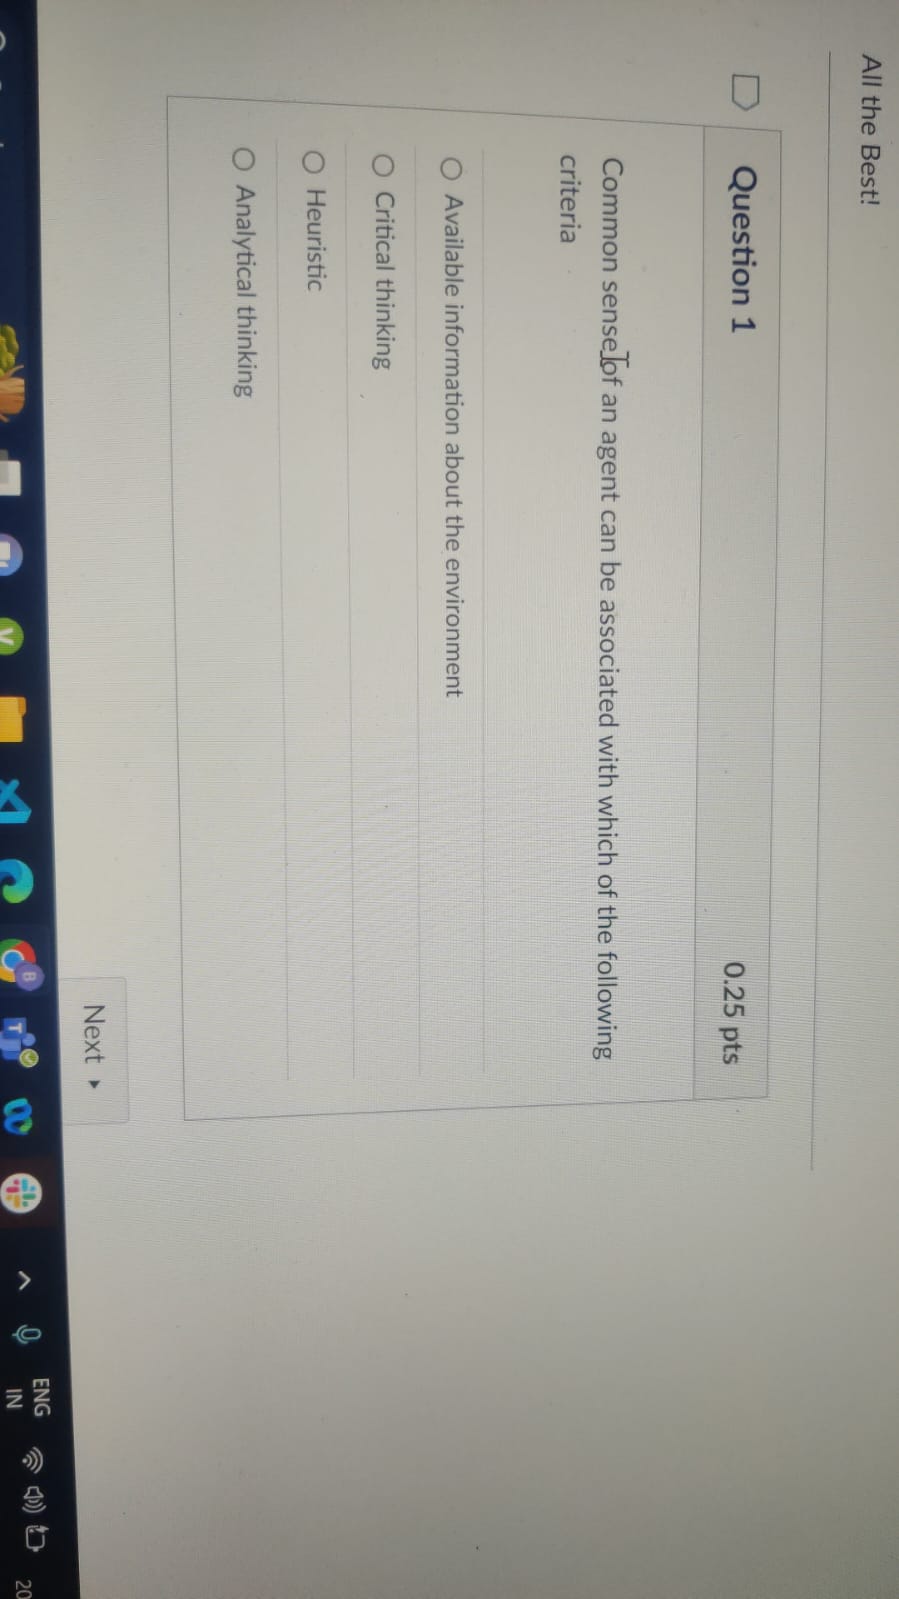 All the Best!
Question 1
0.25 pts
Common sense of an agent can be associated with which of the following
criteria
Available information about the environment
Critical thinking
Heuristic
Analytical thinking
Next ▸
B
T
V
ENG
IN
20